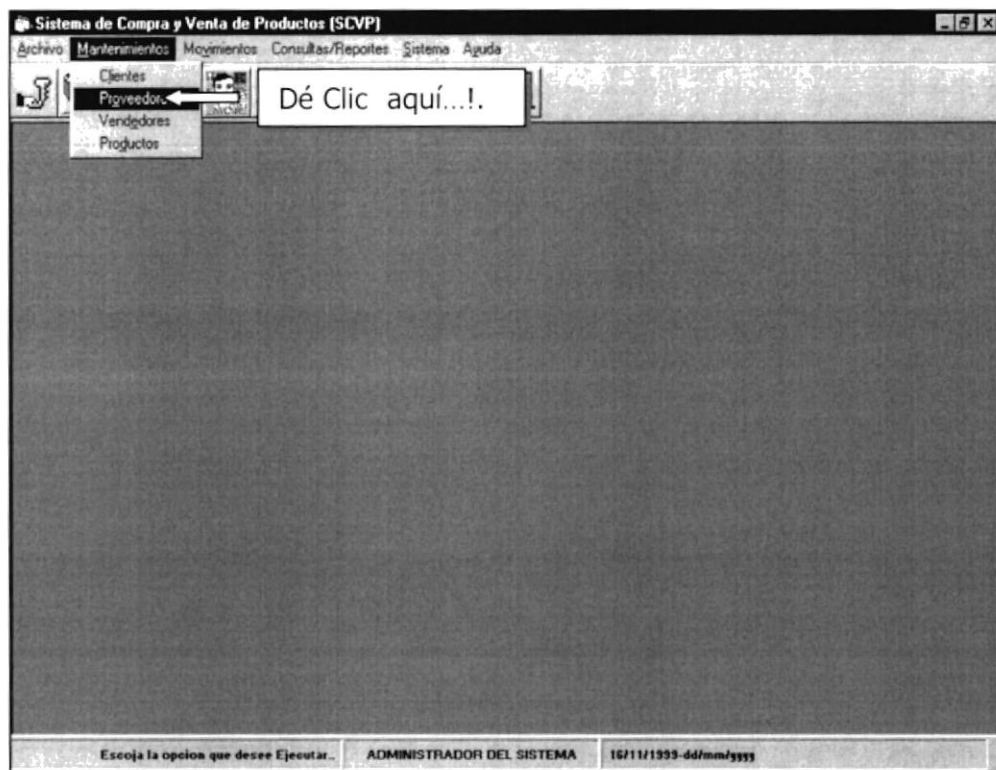 Sistema de Compra y Venta de Productos (SCVP)
Archivo Mantenimientos Movimientos Consultas/Reportes Sistema Ayuda
Clientes
Proveedore
Vendedores
Productos
Dé Clic aquí...!.
Escoja la opcion que desee Ejecutar..
ADMINISTRADOR DEL SISTEMA
16/11/1999-dd/mm/yyyy